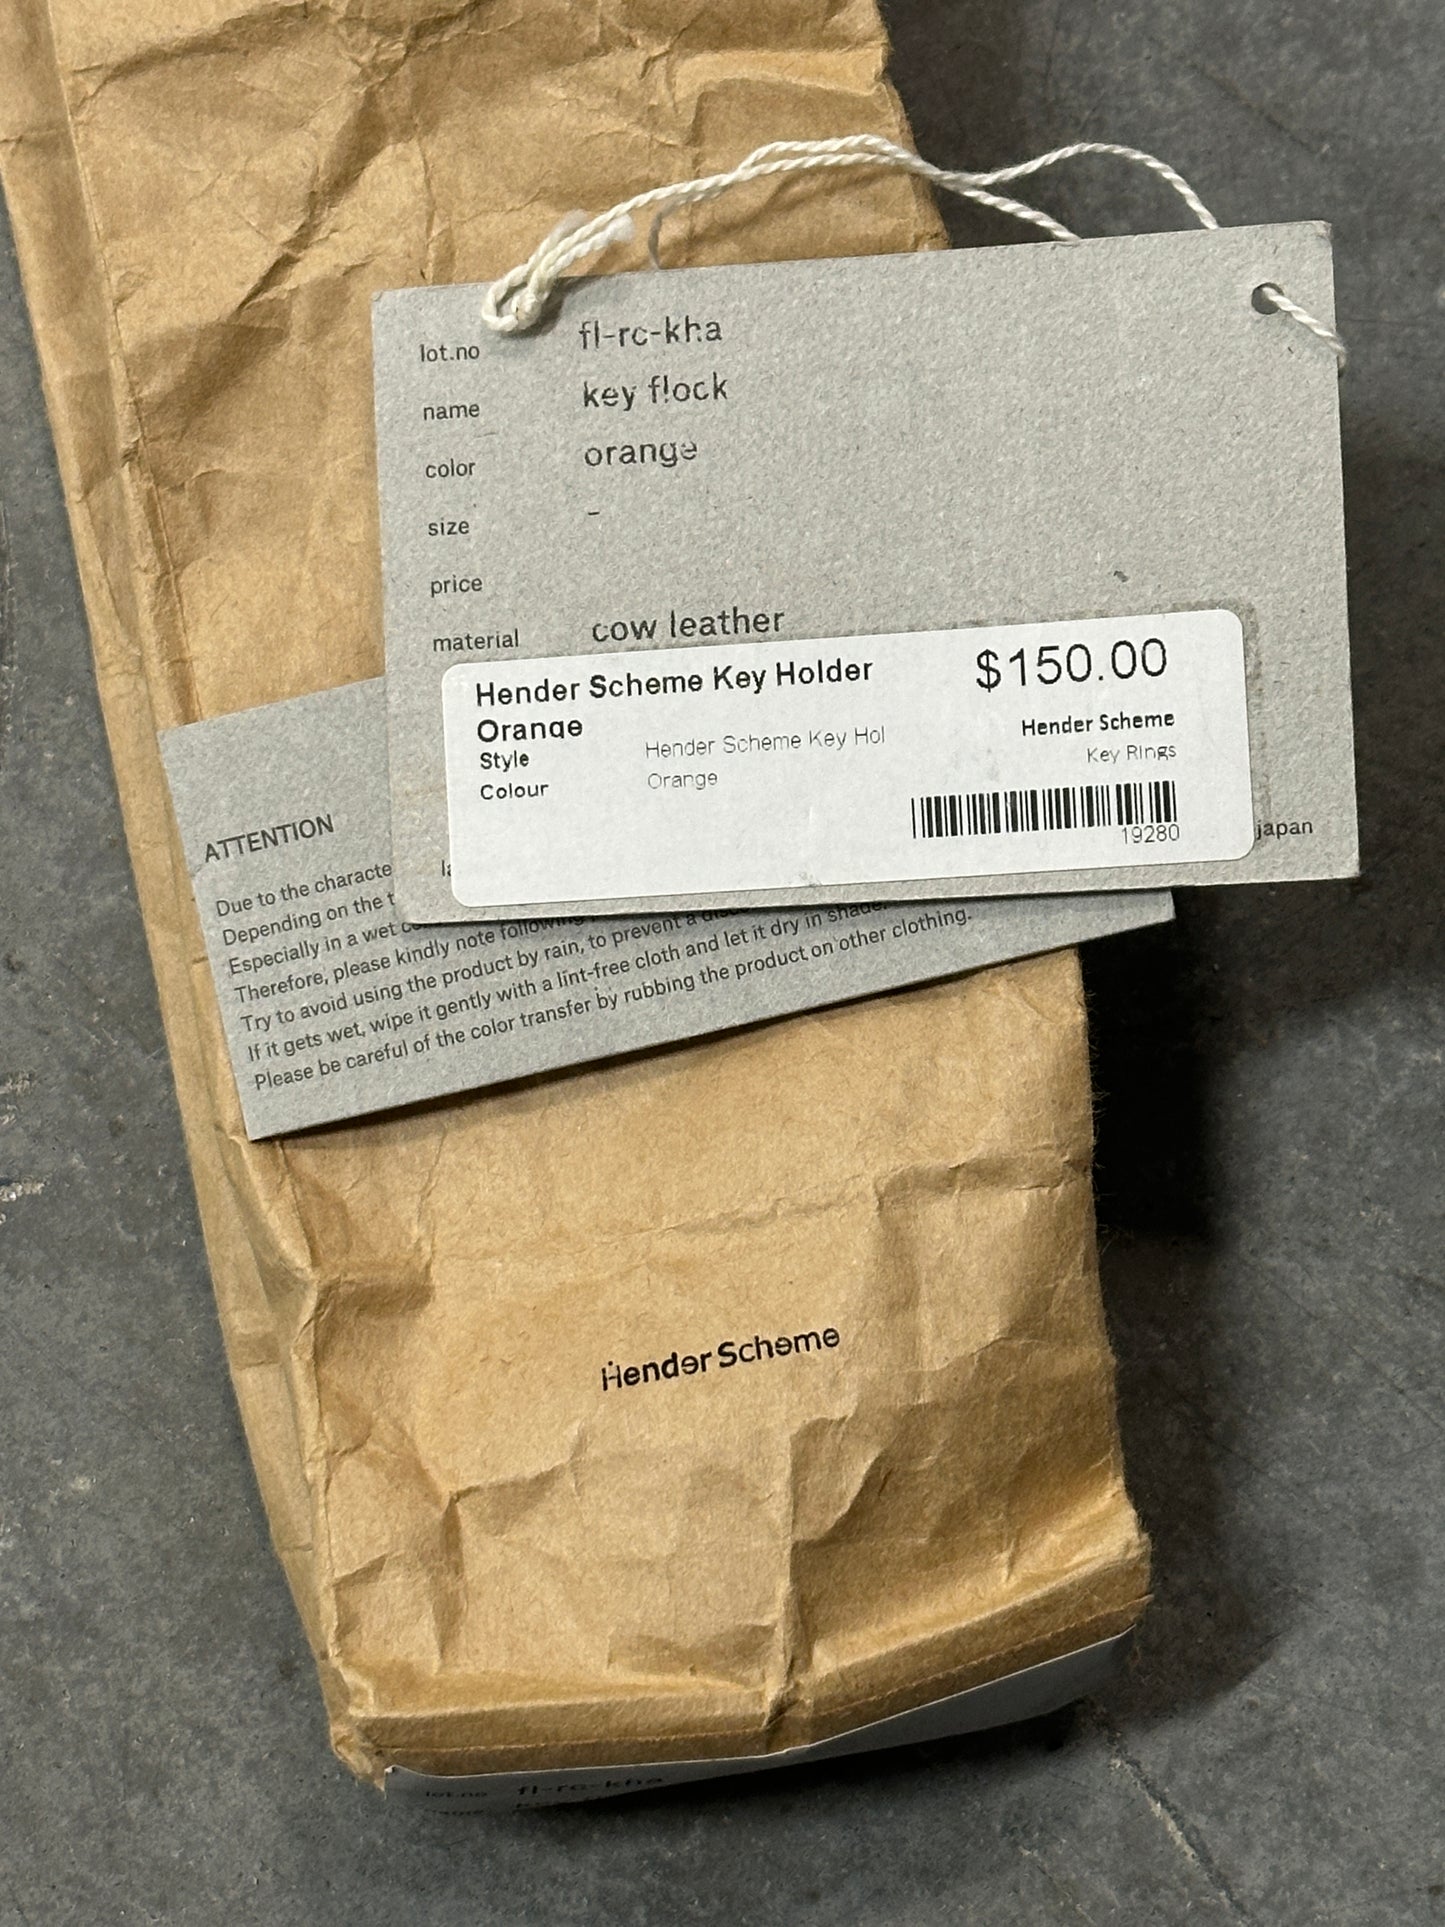 lot.no fl-rc-kha
name key flock
color orange
size -
price
material cow leather
Hender Scheme Key Holder
Orange
$150.00
Style Hender Scheme Key Hol
Colour Orange
Hender Scheme
Key Rings
19280
japan
ATTENTION
Due to the characte
Depending on the t
Especially in a wet
Therefore, please kindly note following
Try to avoid using the product by rain, to prevent a
If it gets wet, wipe it gently with a lint-free cloth and let it dry in shade.
Please be careful of the color transfer by rubbing the product on other clothing.
Hender Scheme
lot.no fl-rc-kha